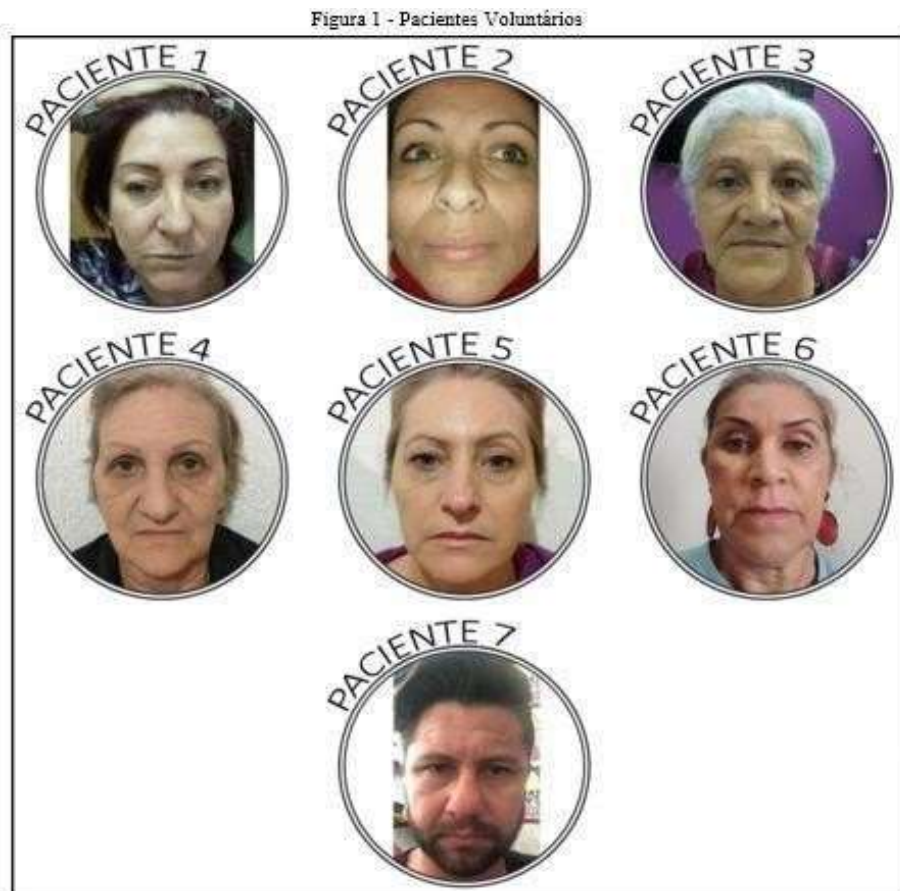 Figura 1 - Pacientes Voluntários
PACIENTE 1
PACIENTE 2
PACIENTE 3
PACIENTE 4
PACIENTE 5
PACIENTE 6
PACIENTE 7